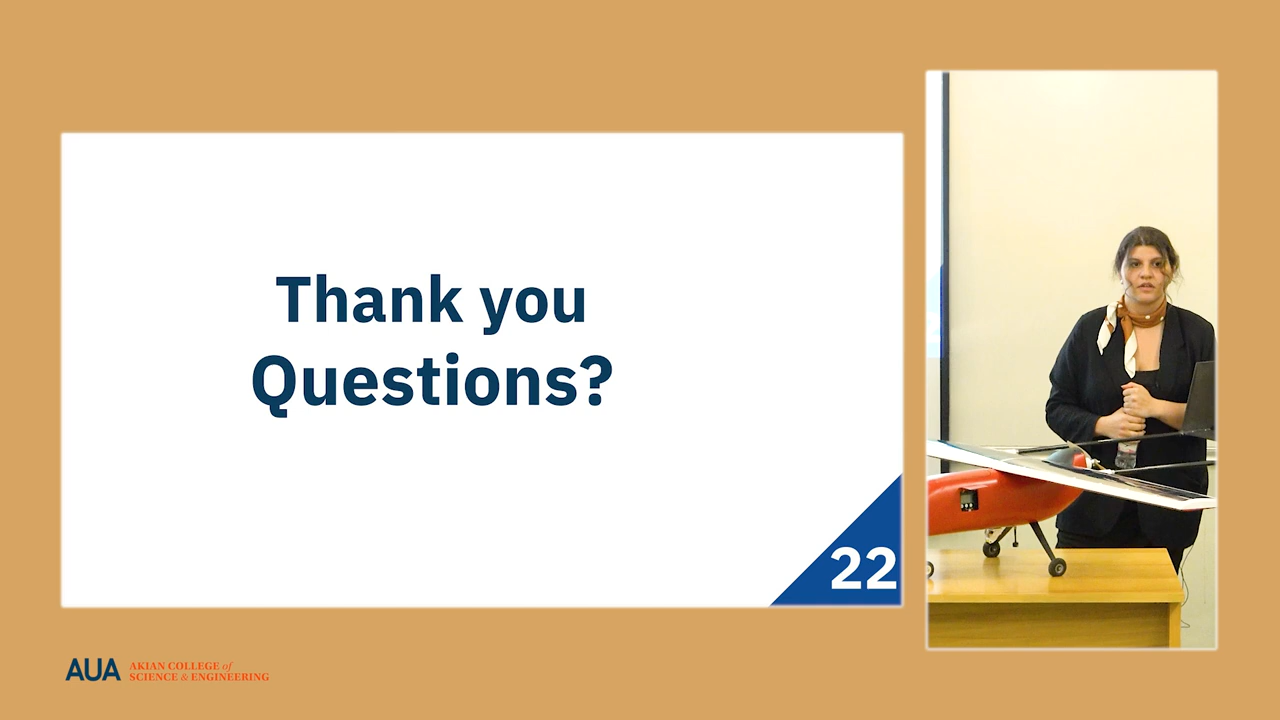 Thank you
Questions?
22
AUA
AKIAN COLLEGE of
SCIENCE & ENGINEERING